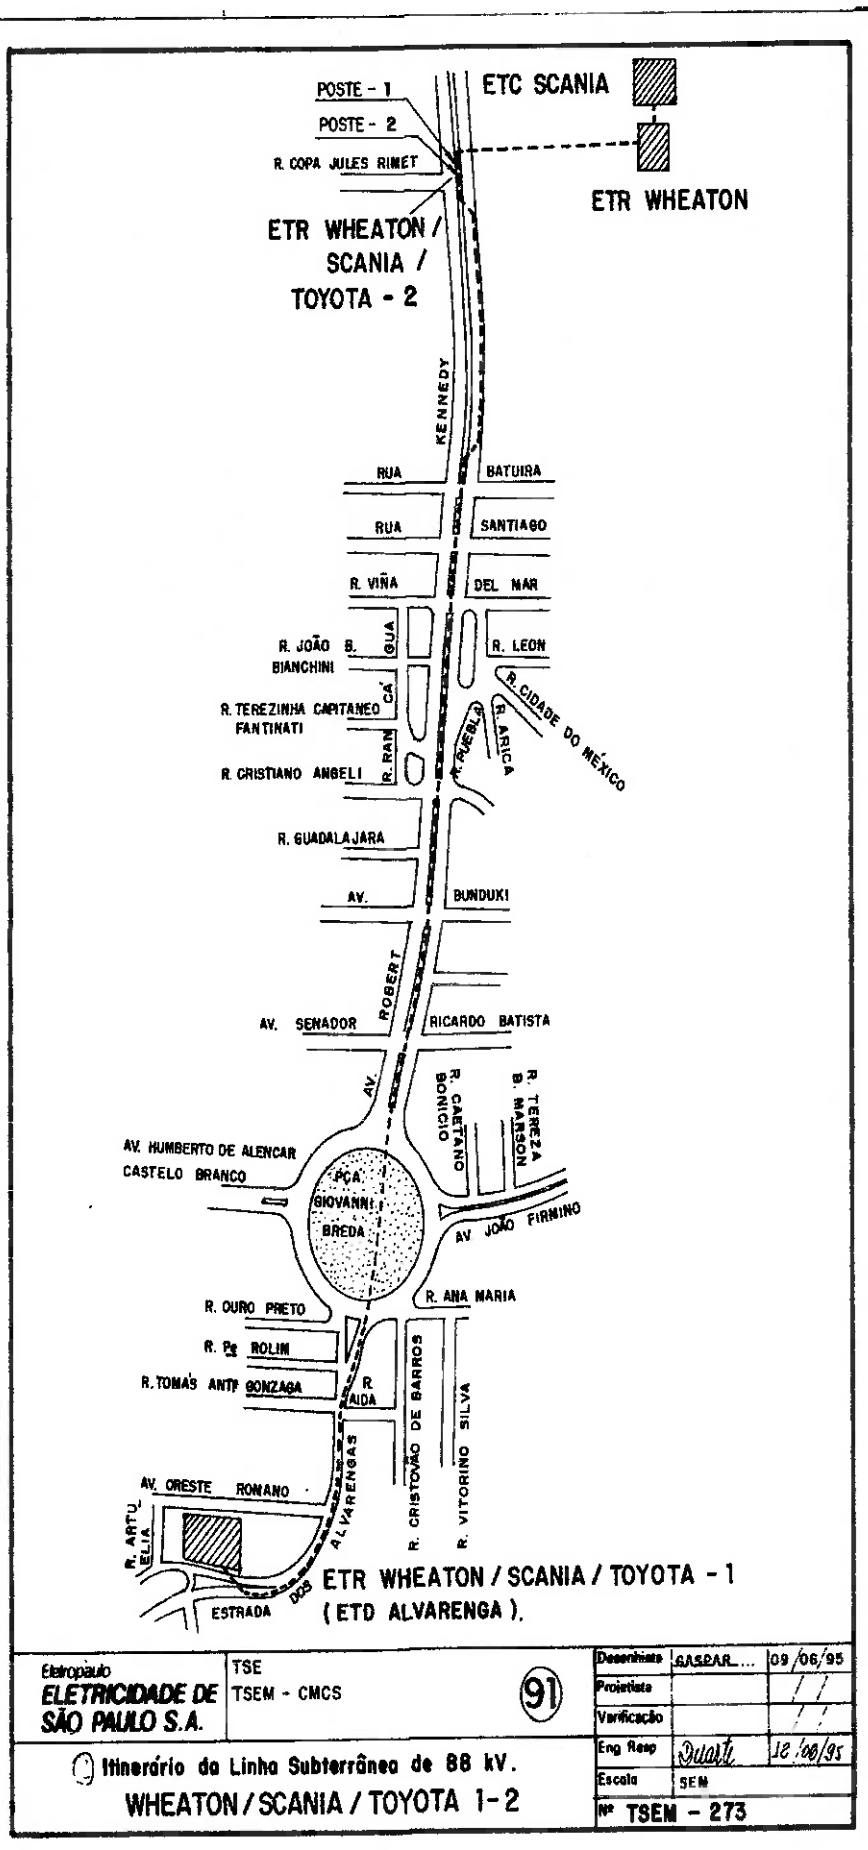 POSTE - 1
ETC SCANIA
POSTE - 2
R. COPA JULES RIMET
ETR WHEATON
ETR WHEATON /
SCANIA /
TOYOTA - 2
KENNEDY
RUA BATUIRA
RUA SANTIAGO
R. VIÑA DEL MAR
R. JOÃO B.
BIANCHINI
GUA
R. LEON
CÁ
R. CIDADE DO MÉXICO
R. TEREZINHA CAPITANEO
FANTINATI
R. RAN
R. PUEBLA
R. ARICA
R. CRISTIANO ANGELI
R. GUADALAJARA
AV. BUNDUKI
ROBERT
AV. SENADOR RICARDO BATISTA
AV.
R. CAETANO
BONICIO
R. TEREZA
B. MARSON
AV. HUMBERTO DE ALENCAR
CASTELO BRANCO
PÇA.
GIOVANNI
BREDA
AV JOÃO FIRMINO
R. OURO PRETO
R. ANA MARIA
R. Pe ROLIM
R. TOMÁS ANTº GONZAGA
R.
AIDA
R. CRISTOVÃO DE BARROS
R. VITORINO SILVA
AV. ORESTE ROMANO
R. ARTU_
ELIA
ESTRADA DOS ALVARENGAS
ETR WHEATON / SCANIA / TOYOTA - 1
( ETD ALVARENGA ).
Eletropaulo
ELETRICIDADE DE
SÃO PAULO S.A.
TSE
TSEM - CMCS
91
Desenhista GASPAR... 09/06/95
Projetista / /
Verificação / /
Eng Resp Duarte 12/06/95
Escala SEM
Nº TSEM - 273
Itinerário da Linha Subterrânea de 88 kV.
WHEATON / SCANIA / TOYOTA 1-2